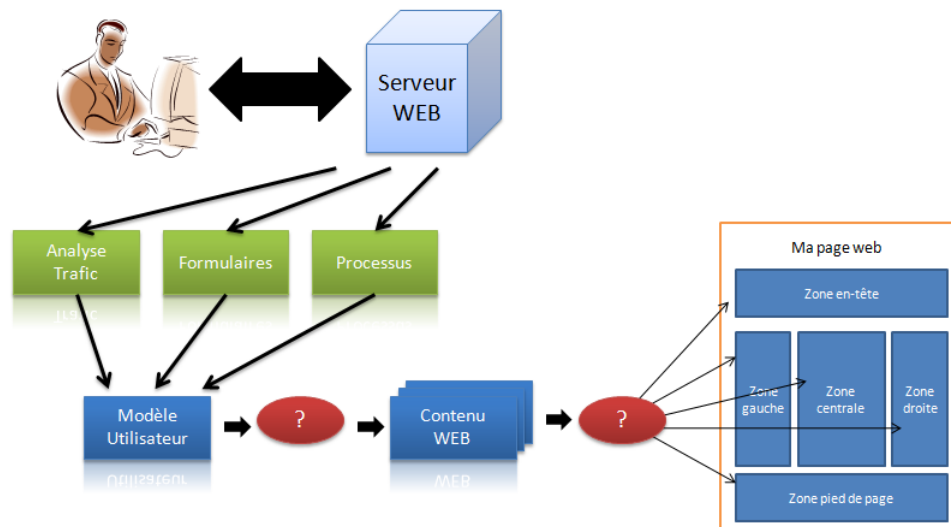 Serveur
WEB
Analyse
Trafic
Formulaires
Processus
Modèle
Utilisateur
?
Contenu
WEB
?
Ma page web
Zone en-tête
Zone
gauche
Zone
centrale
Zone
droite
Zone pied de page